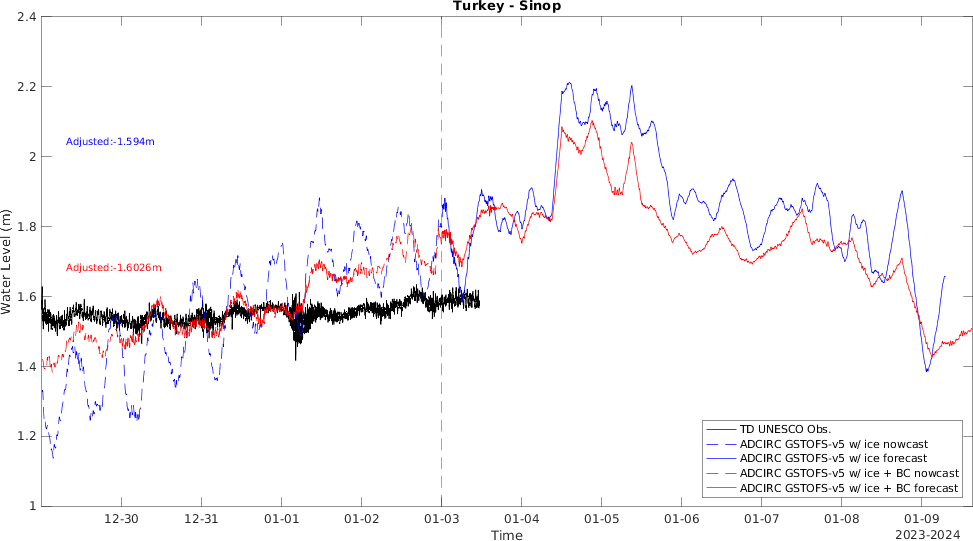 Turkey - Sinop
2.4
2.2
2
1.8
1.6
1.4
1.2
1
Water Level (m)
Adjusted:-1.594m
Adjusted:-1.6026m
TD UNESCO Obs.
ADCIRC GSTOFS-v5 w/ ice nowcast
ADCIRC GSTOFS-v5 w/ ice forecast
ADCIRC GSTOFS-v5 w/ ice + BC nowcast
ADCIRC GSTOFS-v5 w/ ice + BC forecast
12-30 12-31 01-01 01-02 01-03 01-04 01-05 01-06 01-07 01-08 01-09
Time
2023-2024